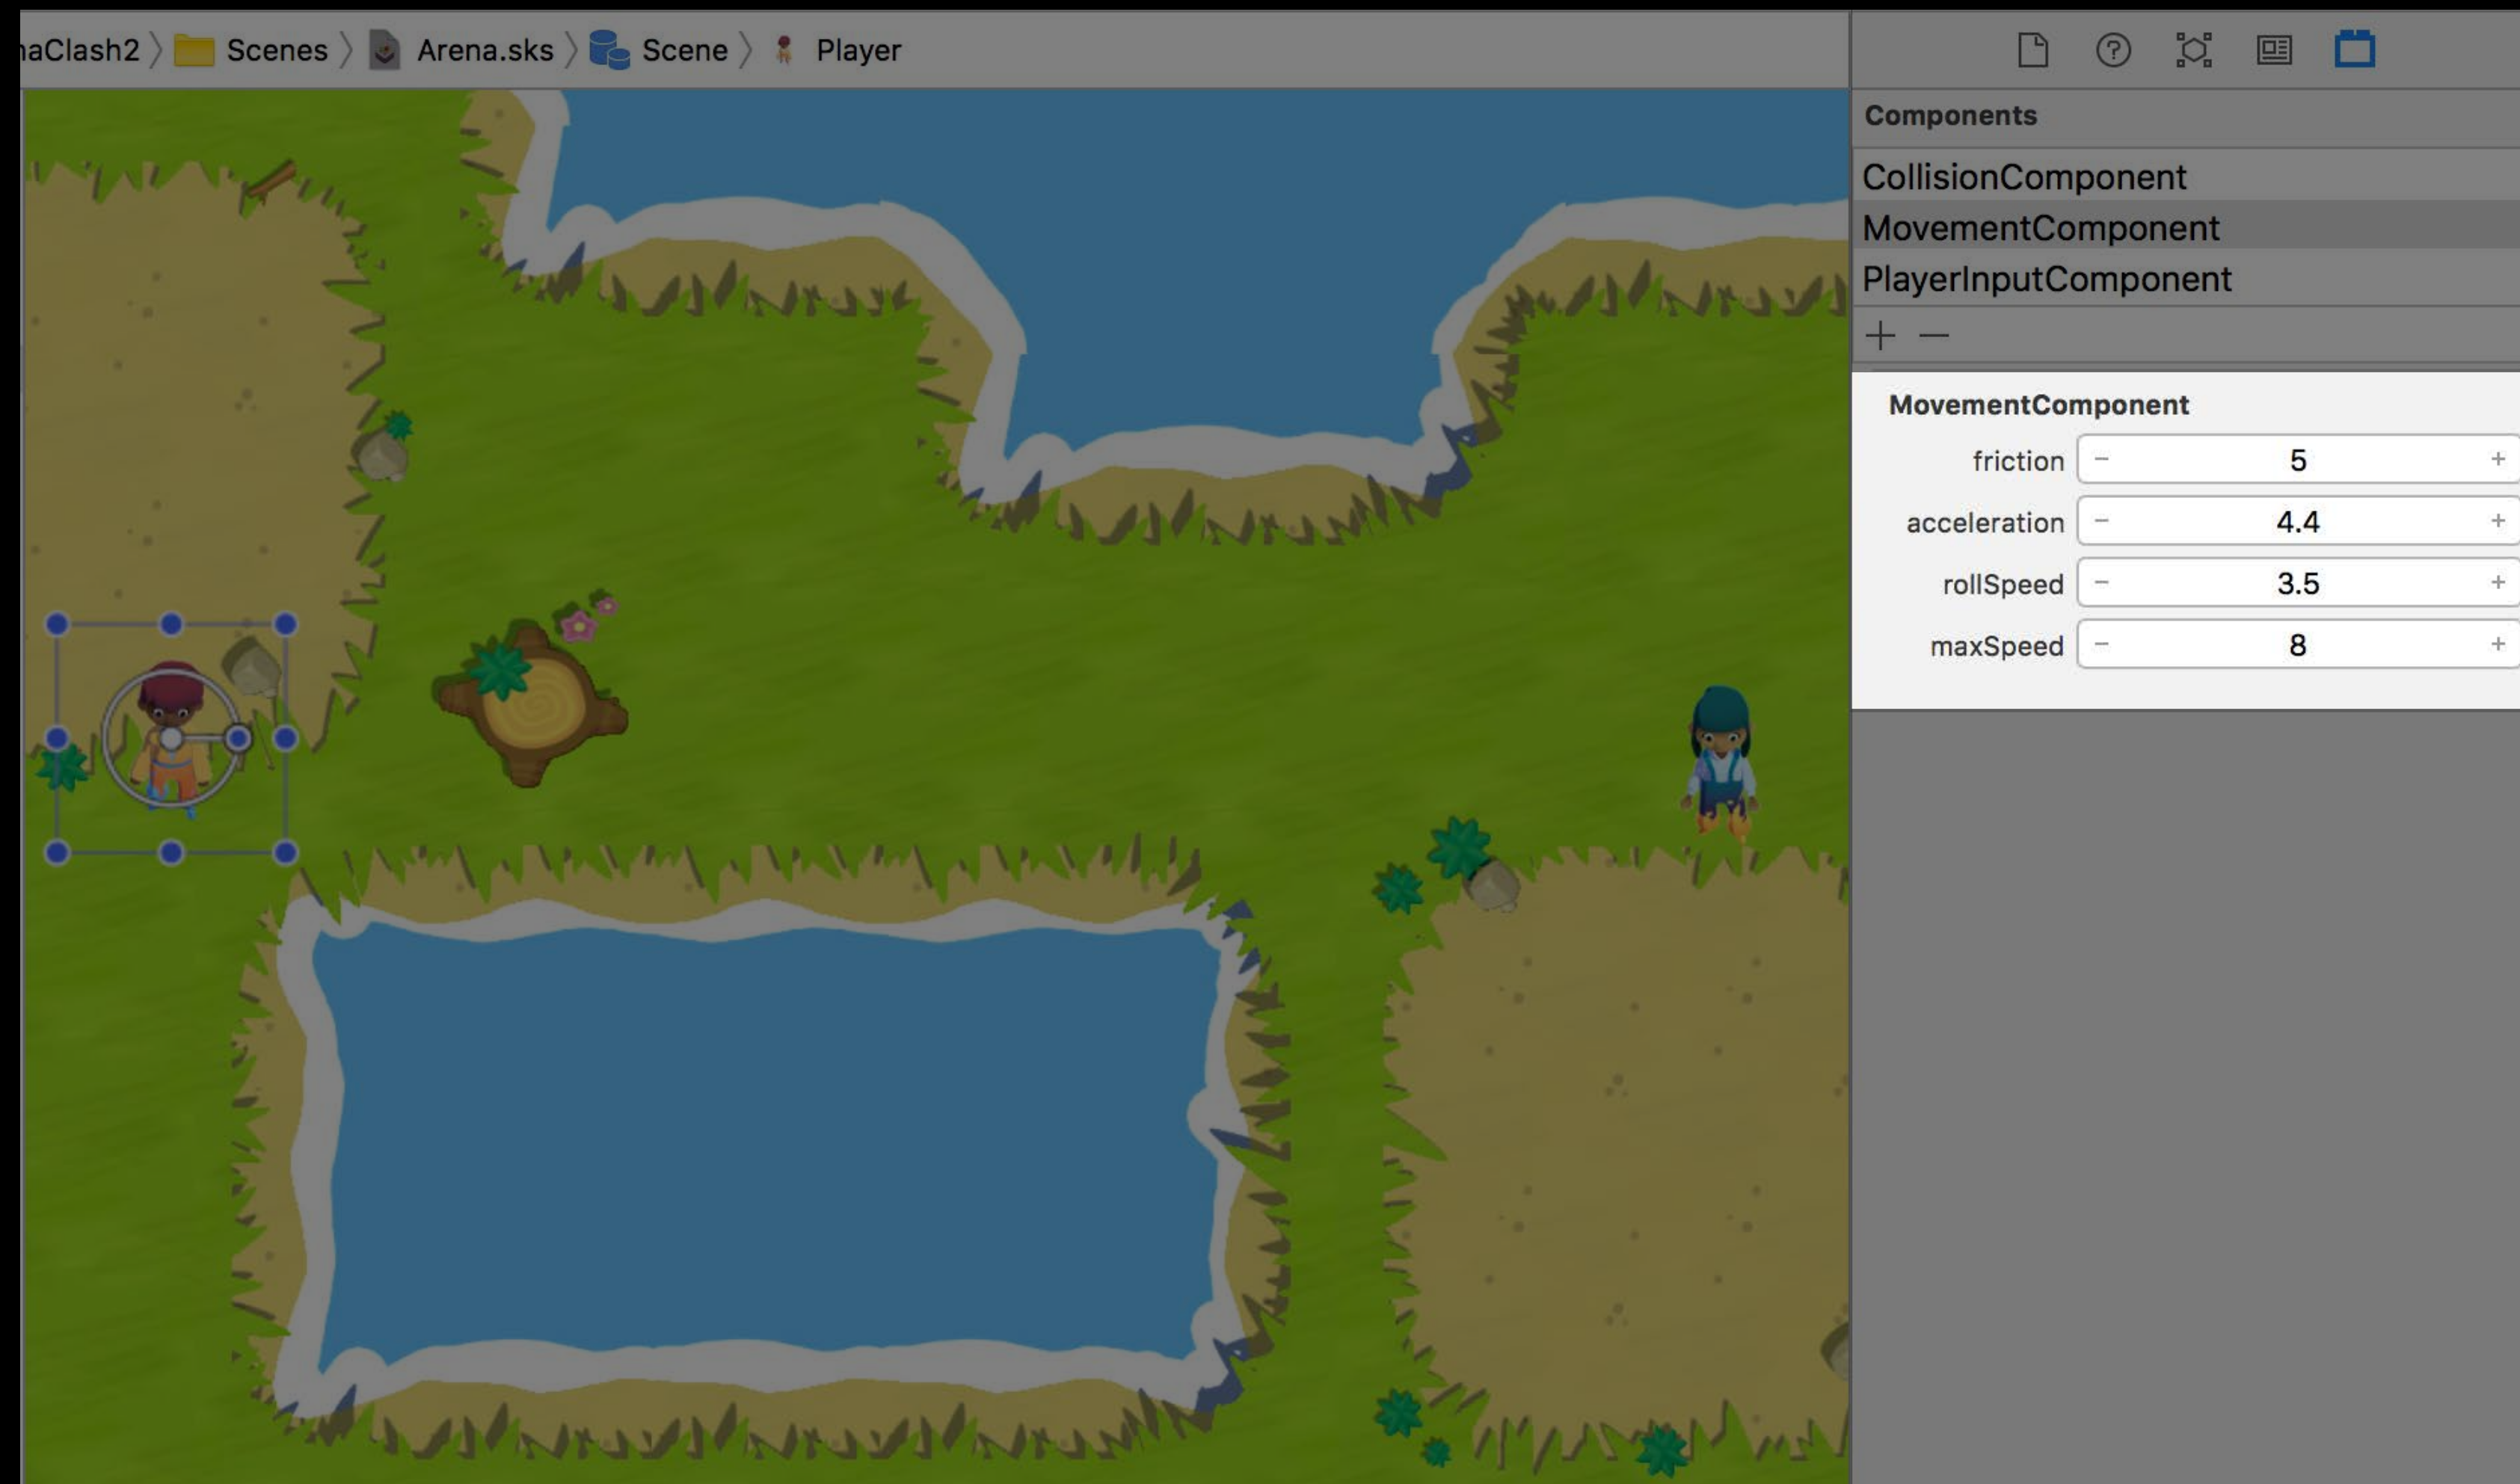 naClash2 〉 Scenes 〉 Arena.sks 〉 Scene 〉 Player
Components
CollisionComponent
MovementComponent
PlayerInputComponent
+ −
MovementComponent
friction − 5 +
acceleration − 4.4 +
rollSpeed − 3.5 +
maxSpeed − 8 +